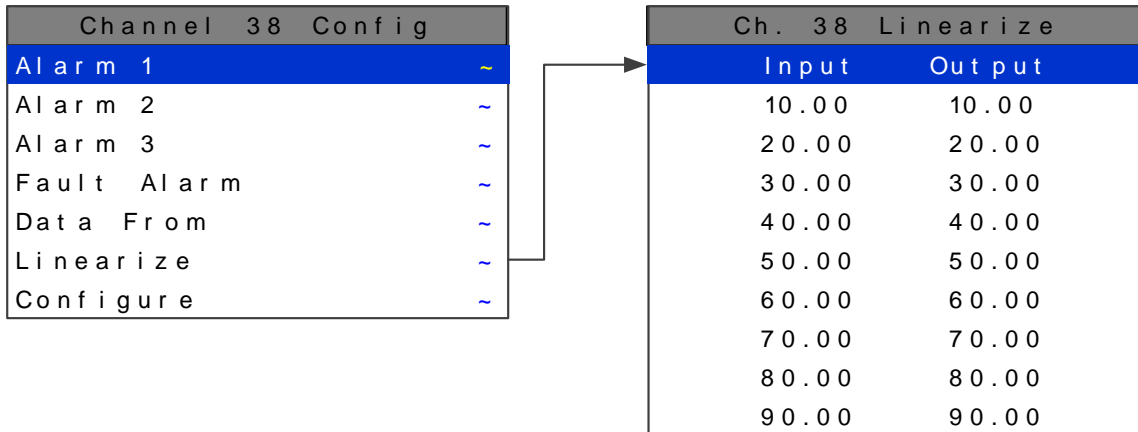 Channel 38 Config
Alarm 1 ~
Alarm 2 ~
Alarm 3 ~
Fault Alarm ~
Data From ~
Linearize ~
Configure ~
Ch. 38 Linearize
Input Output
10.00 10.00
20.00 20.00
30.00 30.00
40.00 40.00
50.00 50.00
60.00 60.00
70.00 70.00
80.00 80.00
90.00 90.00